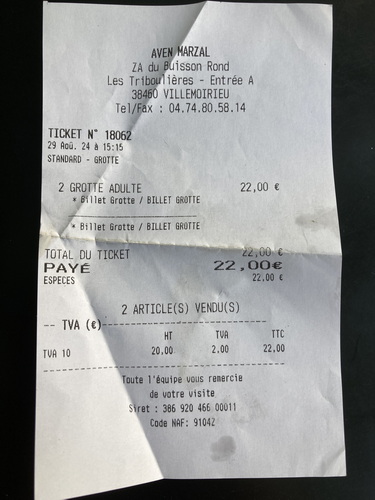 AVEN MARZAL
ZA du Buisson Rond
Les Triboulières - Entrée A
38460 VILLEMOIRIEU
Tel/Fax : 04.74.80.58.14
TICKET N° 18062
29 Aoû. 24 à 15:15
STANDARD - GROTTE
2 GROTTE ADULTE 22,00 €
* Billet Grotte / BILLET GROTTE
* Billet Grotte / BILLET GROTTE
TOTAL DU TICKET 22,00 €
PAYÉ 22,00€
ESPECES 22,00 €
2 ARTICLE(S) VENDU(S)
-- TVA (€)--
HT TVA TTC
TVA 10 20.00 2.00 22,00
Toute l'équipe vous remercie
de votre visite
Siret : 386 920 466 00011
Code NAF: 9104Z